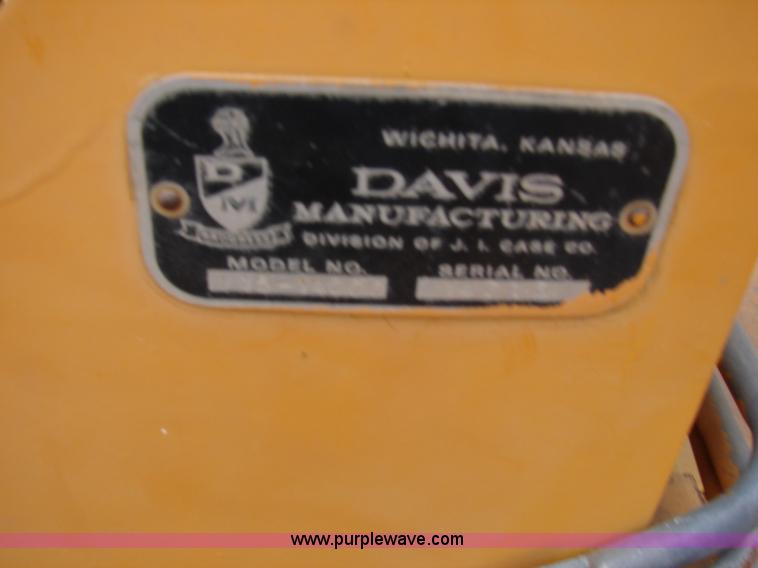 WICHITA, KANSAS
D
M
DAVIS
MANUFACTURING
DIVISION OF J. I. CASE CO.
MODEL NO.
SERIAL NO.
www.purplewave.com